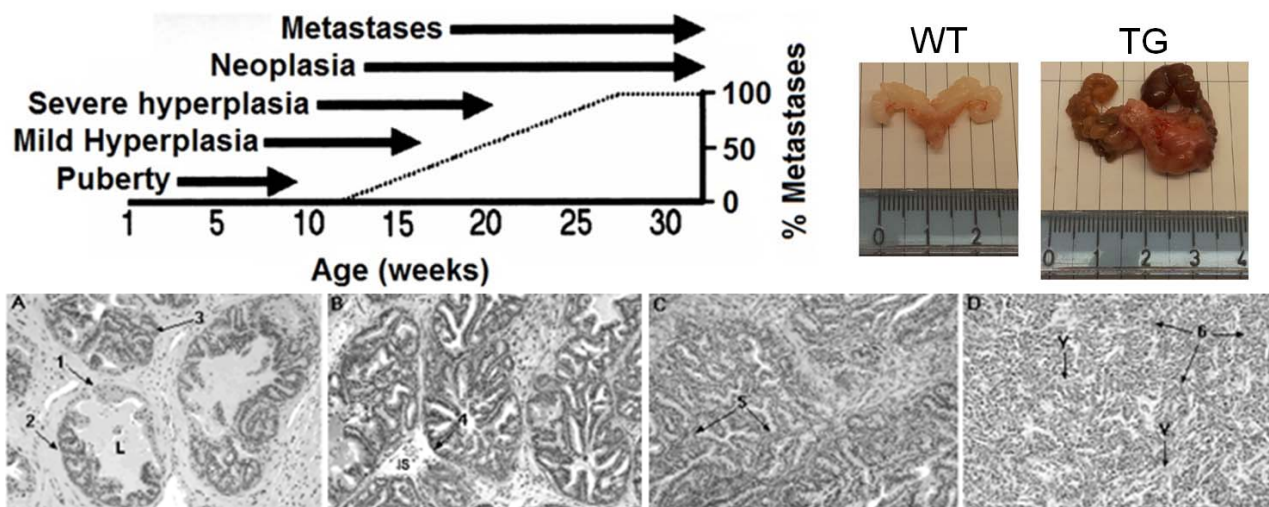 Metastases
Neoplasia
Severe hyperplasia
Mild Hyperplasia
Puberty
100
50
0
% Metastases
1 5 10 15 20 25 30
Age (weeks)
WT
TG
0 1 2
0 1 2 3 4
A
1
2
3
L
B
4
IS
C
5
D
V
6
V